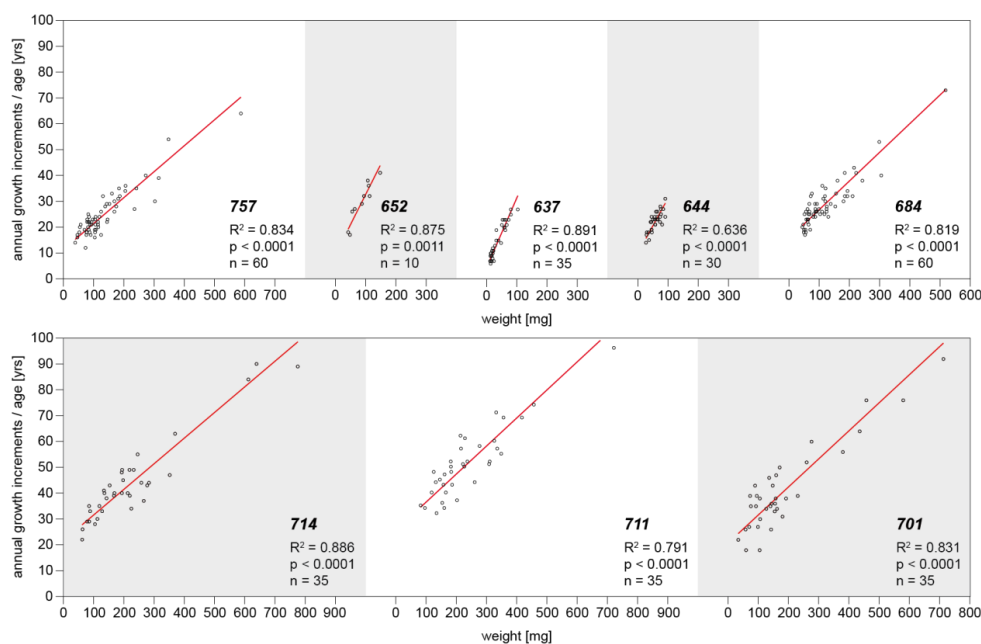 annual growth increments / age [yrs]
100
90
80
70
60
50
40
30
20
10
0
757
R² = 0.834
p < 0.0001
n = 60
652
R² = 0.875
p = 0.0011
n = 10
637
R² = 0.891
p <0.0001
n = 35
644
R² = 0.636
p < 0.0001
n = 30
684
R² = 0.819
p <0.0001
n = 60
0 100 200 300 400 500 600 700 0 100 200 300 0 100 200 300 0 100 200 300 0 100 200 300 400 500 600
weight [mg]
annual growth increments / age [yrs]
100
90
80
70
60
50
40
30
20
10
0
714
R² = 0.886
p <0.0001
n = 35
711
R² = 0.791
p <0.0001
n = 35
701
R² = 0.831
p <0.0001
n = 35
0 100 200 300 400 500 600 700 800 900 0 100 200 300 400 500 600 700 800 900 0 100 200 300 400 500 600 700 800
weight [mg]